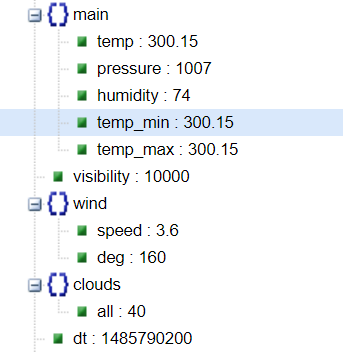 main
temp : 300.15
pressure : 1007
humidity : 74
temp_min : 300.15
temp_max : 300.15
visibility : 10000
wind
speed : 3.6
deg : 160
clouds
all : 40
dt : 1485790200